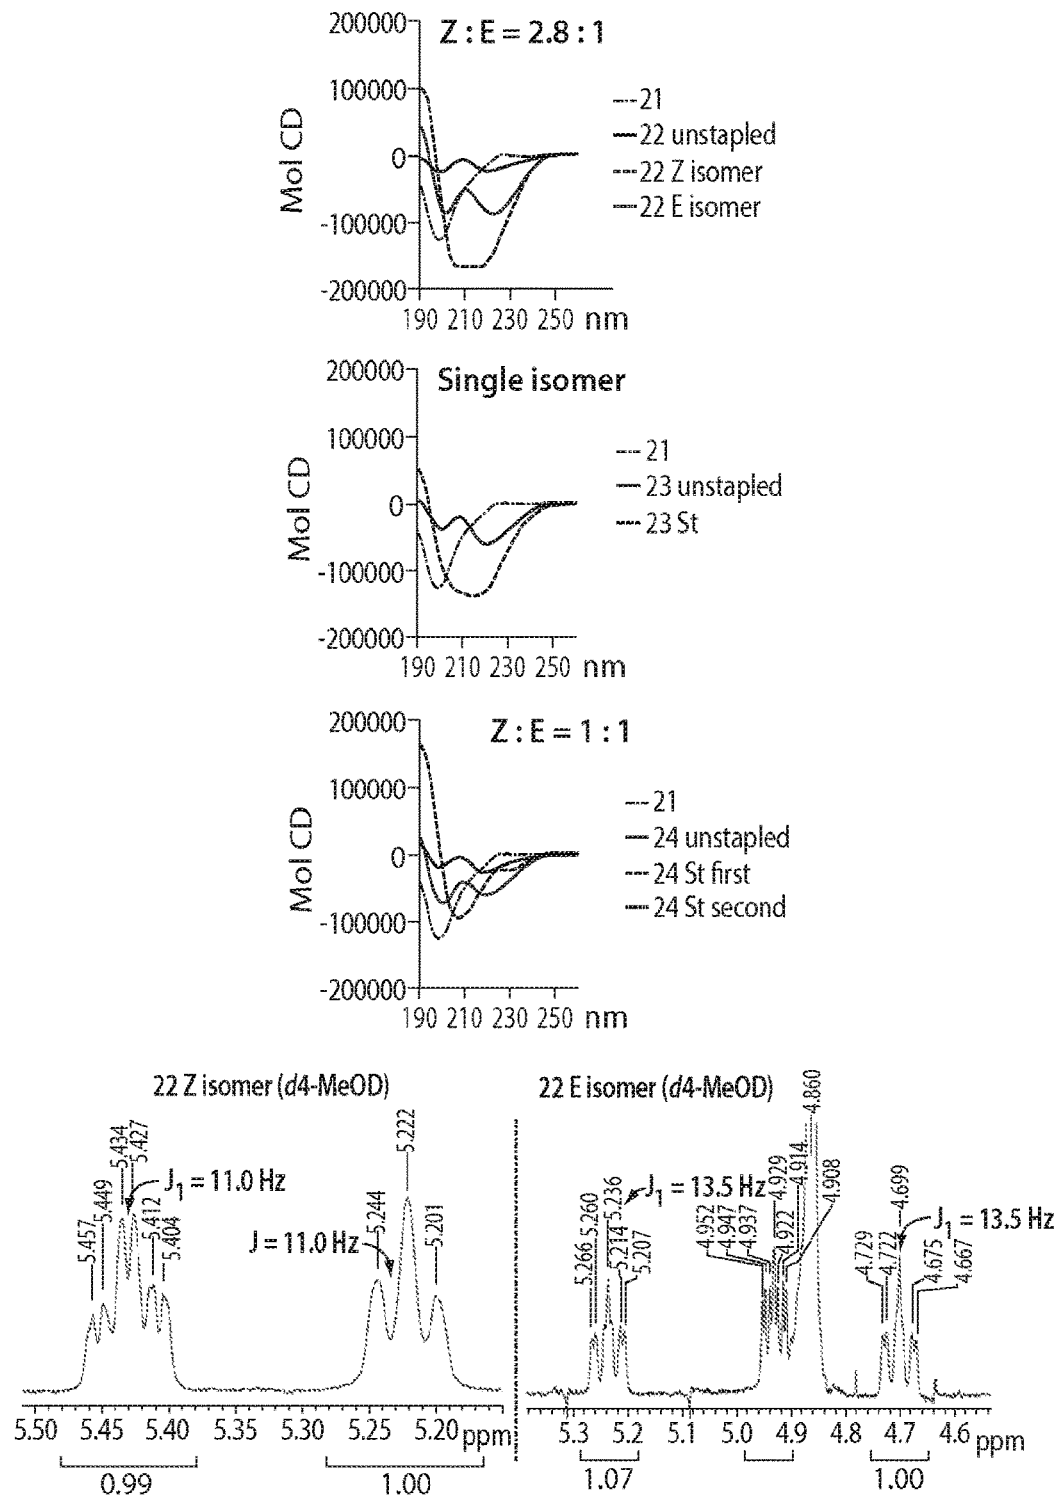 Z : E = 2.8 : 1
200000
100000
0
-100000
-200000
Mol CD
190 210 230 250 nm
21
22 unstapled
22 Z isomer
22 E isomer
Single isomer
200000
100000
0
-100000
-200000
Mol CD
190 210 230 250 nm
21
23 unstapled
23 St
Z : E = 1 : 1
200000
100000
0
-100000
-200000
Mol CD
190 210 230 250 nm
21
24 unstapled
24 St first
24 St second
22 Z isomer (d4-MeOD)
5.457
5.449
5.434
5.427
5.412
5.404
J1 = 11.0 Hz
J = 11.0 Hz
5.244
5.222
5.201
5.50 5.45 5.40 5.35 5.30 5.25 5.20 ppm
0.99
1.00
22 E isomer (d4-MeOD)
5.266
5.260
5.236
5.214
5.207
J1 = 13.5 Hz
4.952
4.947
4.937
4.929
4.922
4.914
4.908
4.860
4.729
4.722
4.699
4.675
4.667
J1 = 13.5 Hz
5.3 5.2 5.1 5.0 4.9 4.8 4.7 4.6 ppm
1.07
1.00